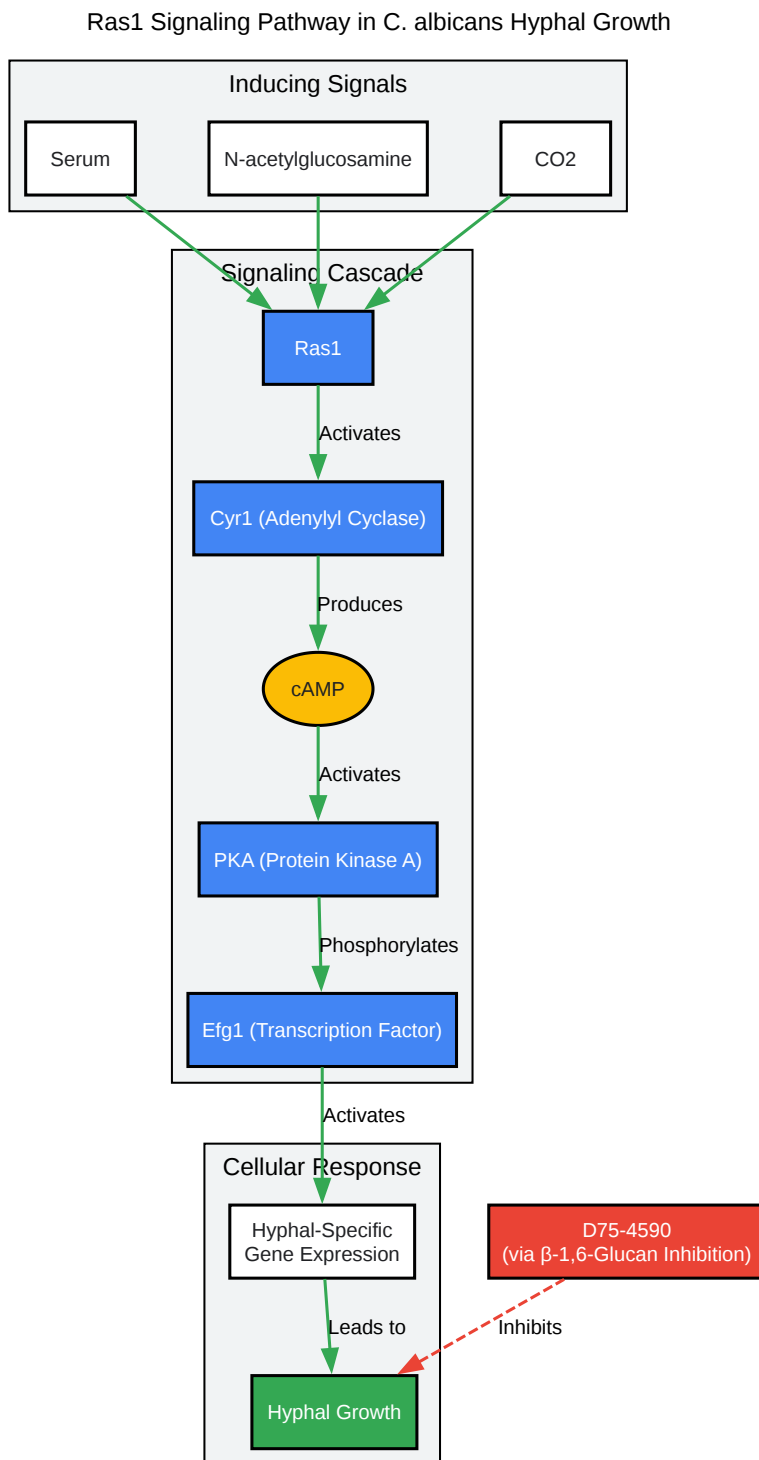 Ras1 Signaling Pathway in C. albicans Hyphal Growth
Inducing Signals
Serum
N-acetylglucosamine
CO2
Signaling Cascade
Ras1
Activates
Cyr1 (Adenylyl Cyclase)
Produces
cAMP
Activates
PKA (Protein Kinase A)
Phosphorylates
Efg1 (Transcription Factor)
Activates
Cellular Response
Hyphal-Specific
Gene Expression
D75-4590
(via β-1,6-Glucan Inhibition)
Leads to
Inhibits
Hyphal Growth